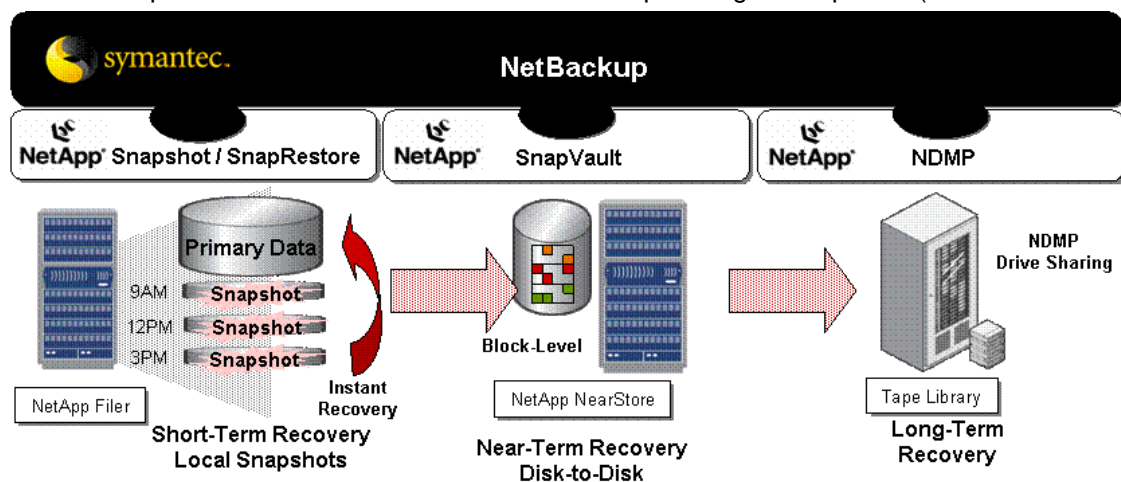 symantec.
NetBackup
NetApp® Snapshot / SnapRestore
NetApp® SnapVault
NetApp® NDMP
Primary Data
9AM Snapshot
12PM Snapshot
3PM Snapshot
Instant
Recovery
NetApp Filer
Short-Term Recovery
Local Snapshots
Block-Level
NetApp NearStore
Near-Term Recovery
Disk-to-Disk
NDMP
Drive Sharing
Tape Library
Long-Term
Recovery